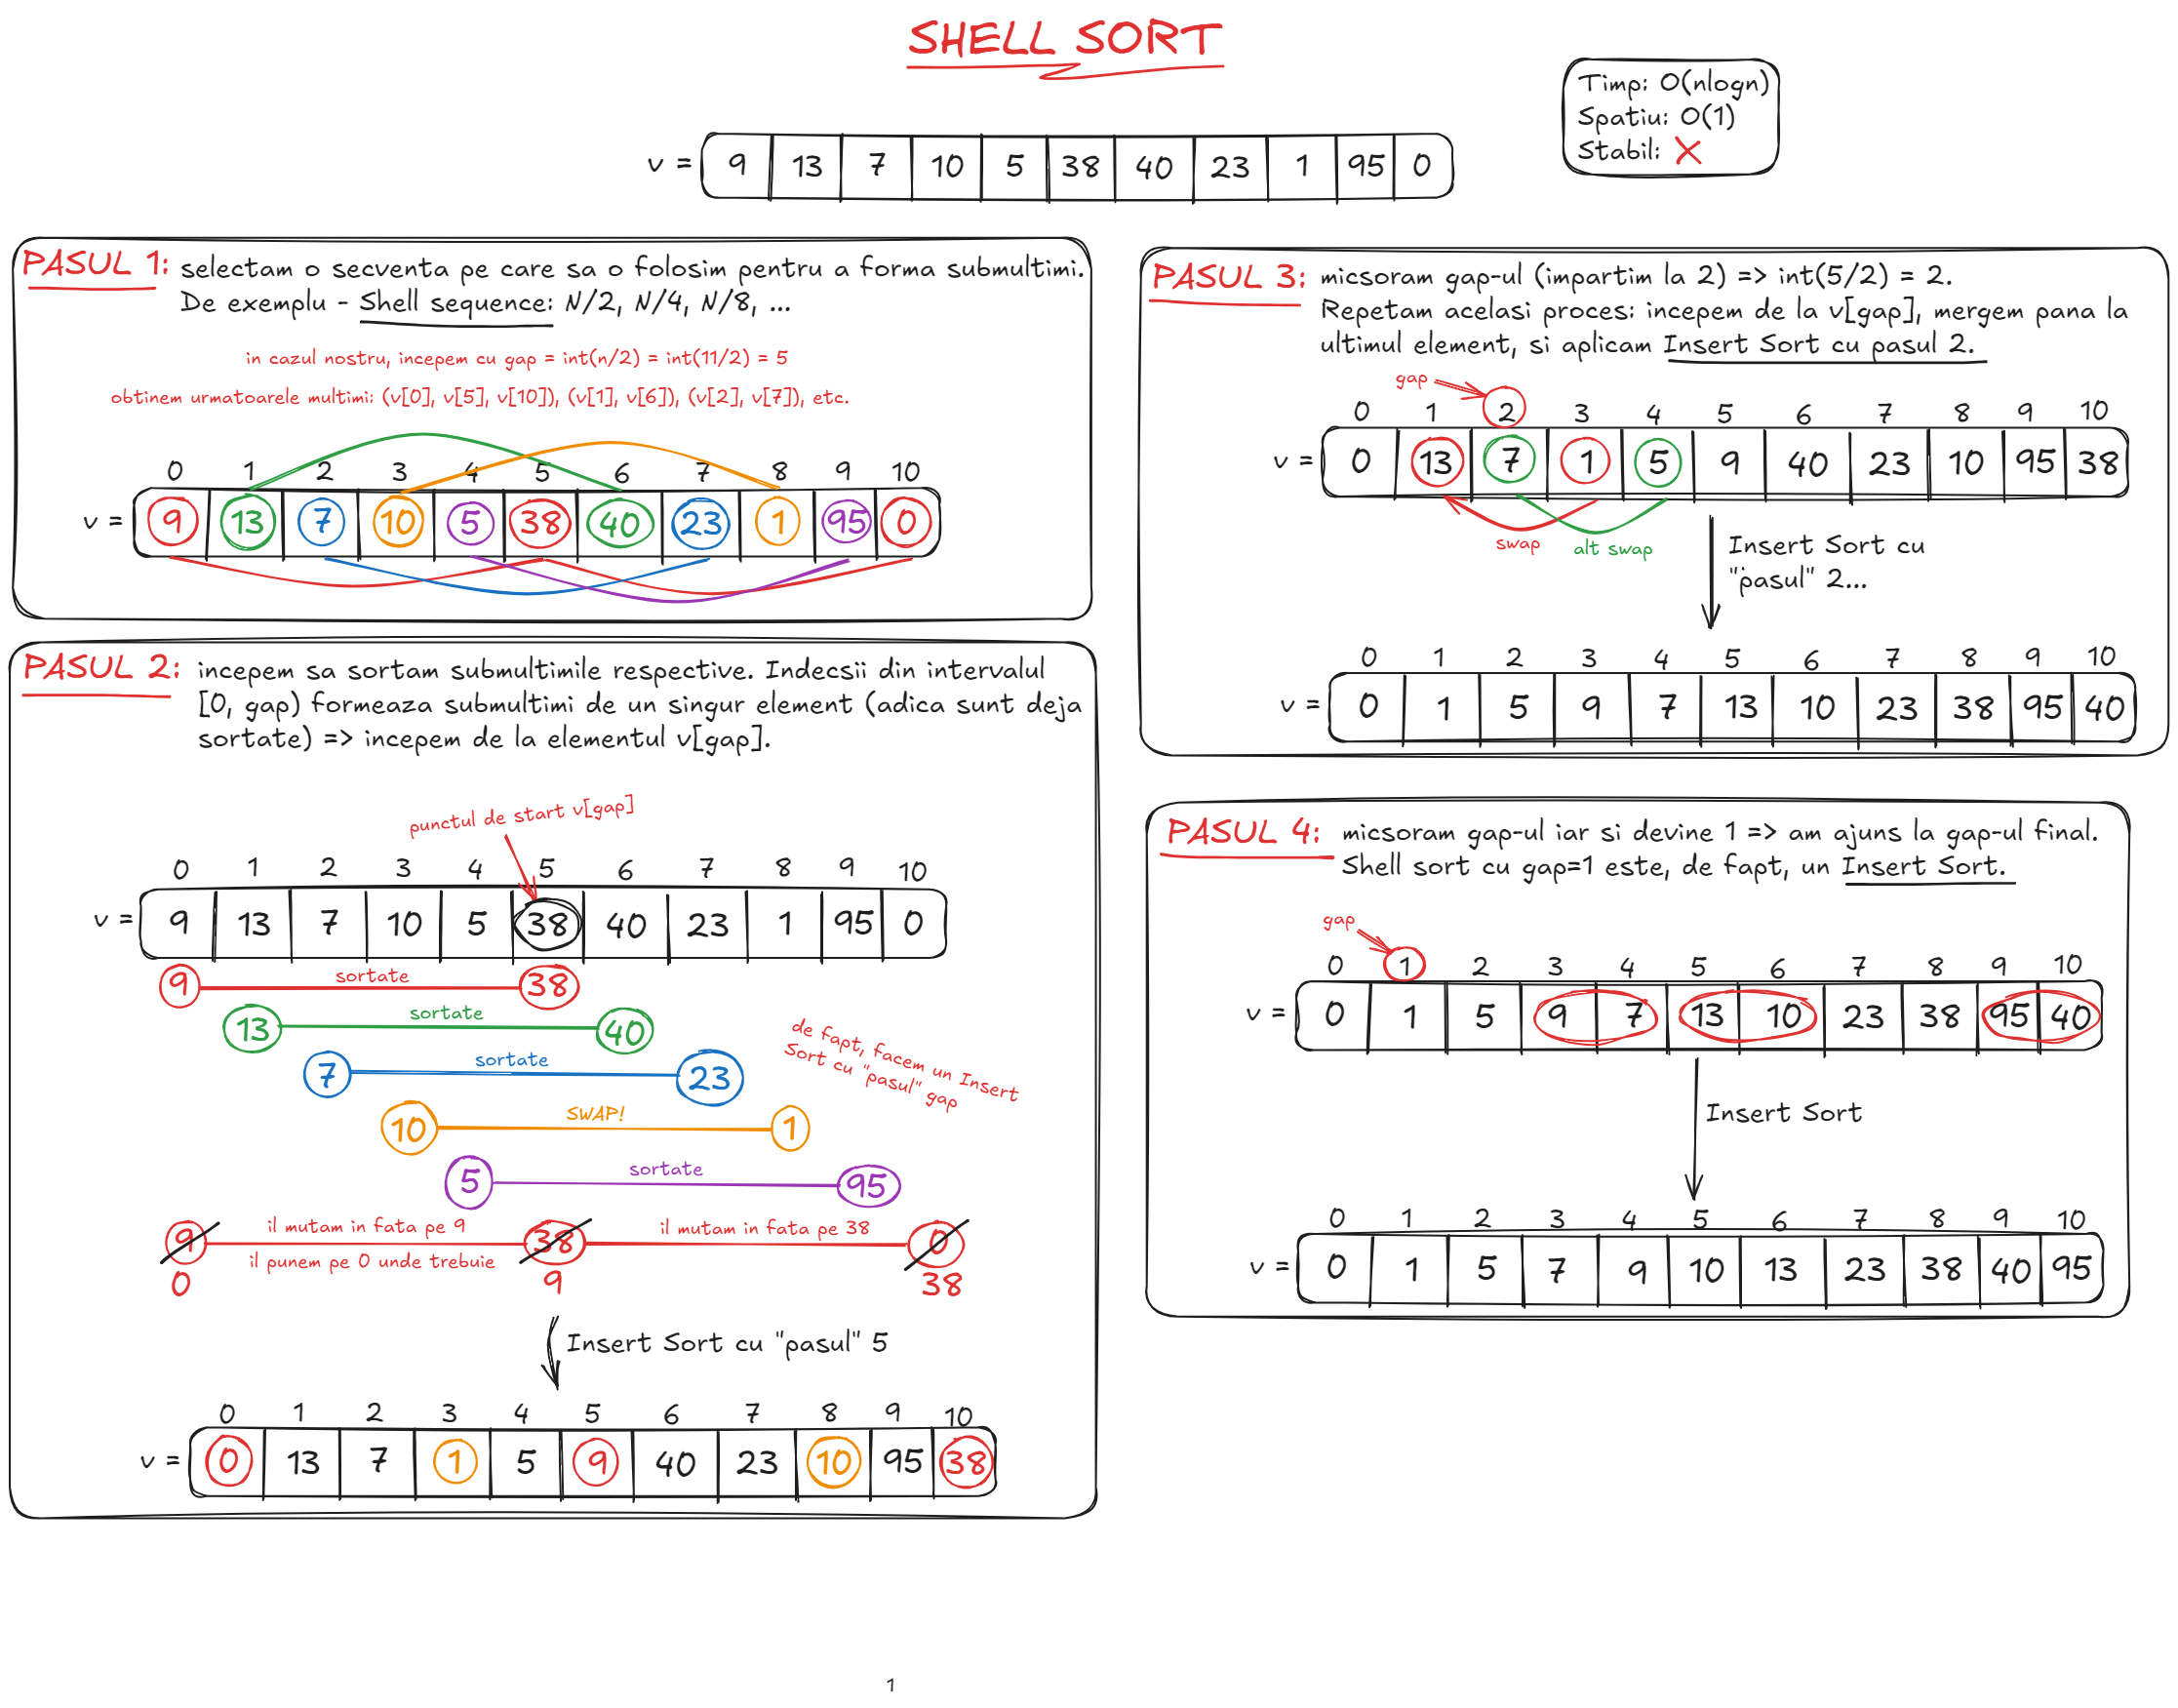 SHELL SORT
Timp: O(nlogn)
Spatiu: O(1)
Stabil: X
v = 9 13 7 10 5 38 40 23 1 95 0
PASUL 1: selectam o secventa pe care sa o folosim pentru a forma submultimi.
De exemplu - Shell sequence: N/2, N/4, N/8, ...
in cazul nostru, incepem cu gap = int(n/2) = int(11/2) = 5
obtinem urmatoarele multimi: (v[0], v[5], v[10]), (v[1], v[6]), (v[2], v[7]), etc.
0 1 2 3 4 5 6 7 8 9 10
v = 9 13 7 10 5 38 40 23 1 95 0
PASUL 2: incepem sa sortam submultimile respective. Indecsii din intervalul
[0, gap) formeaza submultimi de un singur element (adica sunt deja
sortate) => incepem de la elementul v[gap].
punctul de start v[gap]
0 1 2 3 4 5 6 7 8 9 10
v = 9 13 7 10 5 38 40 23 1 95 0
9 sortate 38
13 sortate 40
7 sortate 23
de fapt, facem un Insert
Sort cu "pasul" gap
10 SWAP! 1
5 sortate 95
9 il mutam in fata pe 9 38 il mutam in fata pe 38 0
il punem pe 0 unde trebuie
0 9 38
Insert Sort cu "pasul" 5
0 1 2 3 4 5 6 7 8 9 10
v = 0 13 7 1 5 9 40 23 10 95 38
PASUL 3: micsoram gap-ul (impartim la 2) => int(5/2) = 2.
Repetam acelasi proces: incepem de la v[gap], mergem pana la
ultimul element, si aplicam Insert Sort cu pasul 2.
gap
0 1 2 3 4 5 6 7 8 9 10
v = 0 13 7 1 5 9 40 23 10 95 38
swap alt swap
Insert Sort cu
"pasul" 2...
0 1 2 3 4 5 6 7 8 9 10
v = 0 1 5 9 7 13 10 23 38 95 40
PASUL 4: micsoram gap-ul iar si devine 1 => am ajuns la gap-ul final.
Shell sort cu gap=1 este, de fapt, un Insert Sort.
gap
0 1 2 3 4 5 6 7 8 9 10
v = 0 1 5 9 7 13 10 23 38 95 40
Insert Sort
0 1 2 3 4 5 6 7 8 9 10
v = 0 1 5 7 9 10 13 23 38 40 95
1